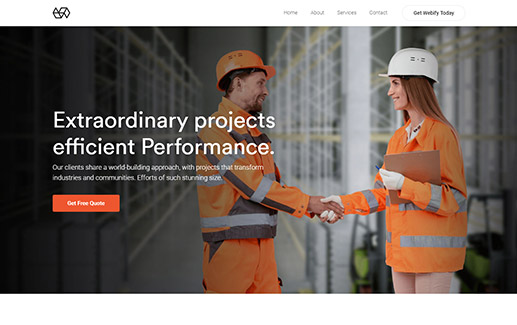 Home About Services Contact Get Webify Today
Extraordinary projects
efficient Performance.
Our clients share a world-building approach, with projects that transform
industries and communities. Efforts of such stunning size.
Get Free Quote